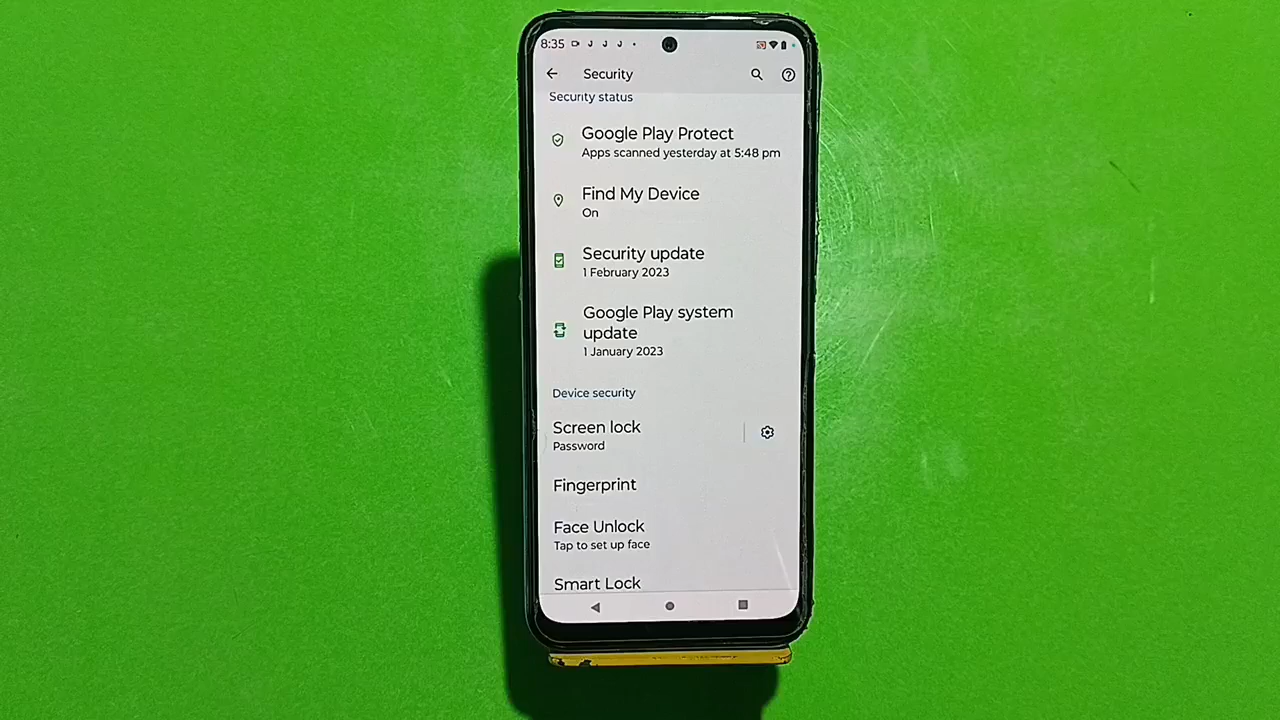 8:35
Security
Security status
Google Play Protect
Apps scanned yesterday at 5:48 pm
Find My Device
On
Security update
1 February 2023
Google Play system
update
1 January 2023
Device security
Screen lock
Password
Fingerprint
Face Unlock
Tap to set up face
Smart Lock